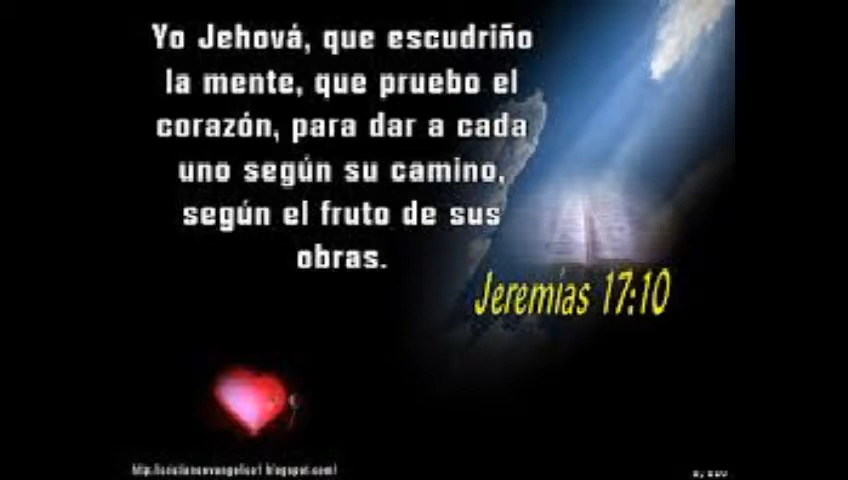 Yo Jehová, que escudriño
la mente, que pruebo el
corazón, para dar a cada
uno según su camino,
según el fruto de sus
obras.
Jeremías 17:10